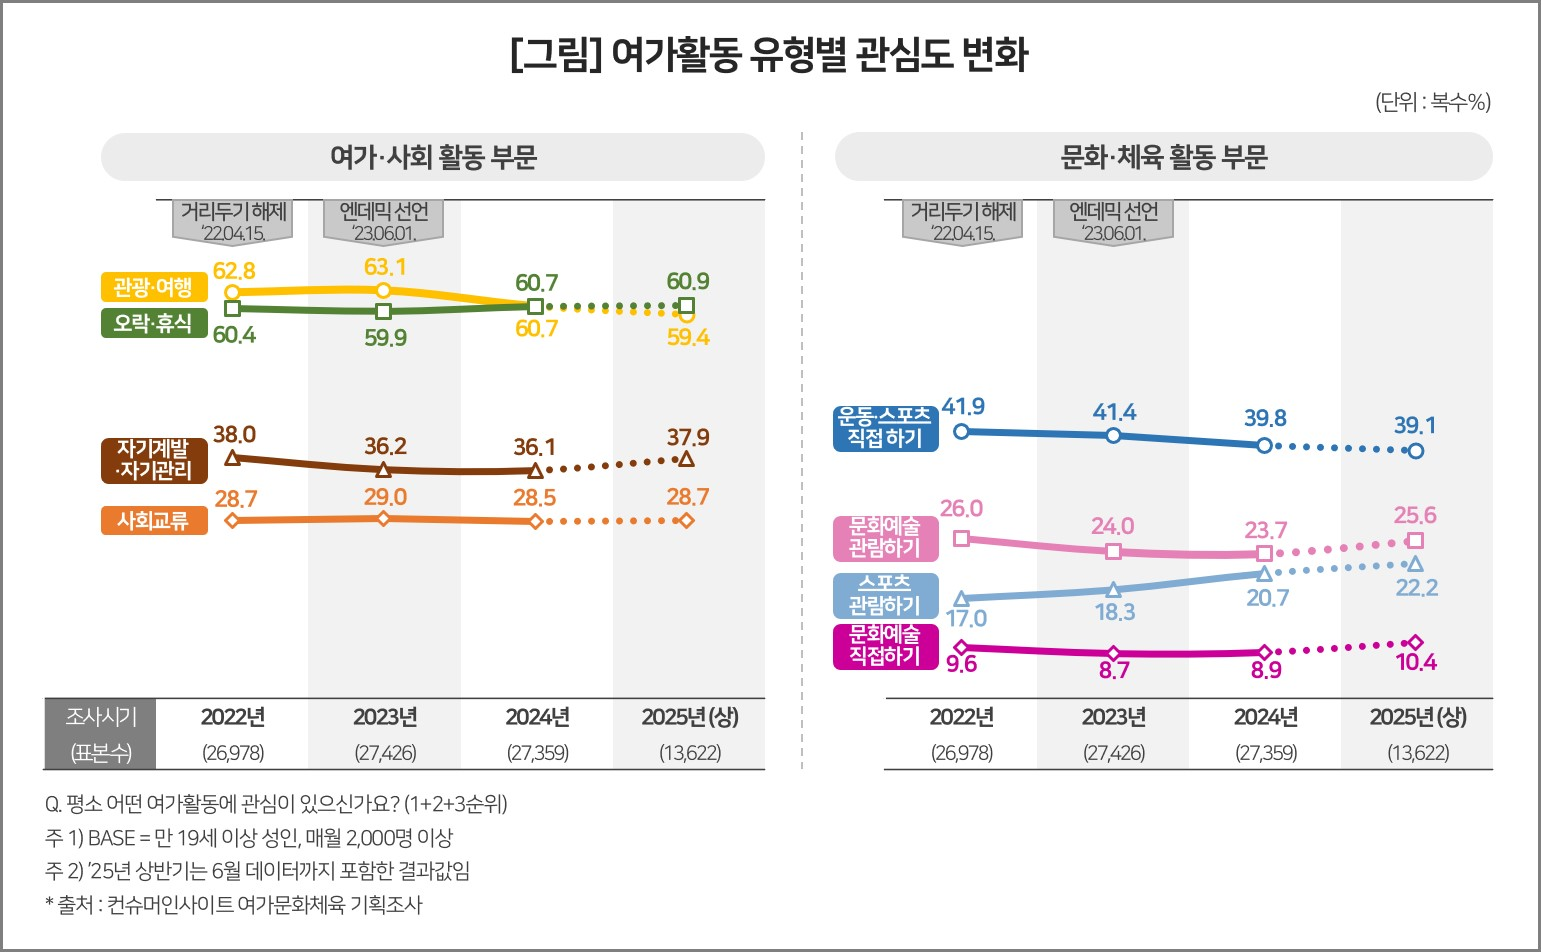 [그림] 여가활동 유형별 관심도 변화
(단위 : 복수%)
여가·사회 활동 부문
거리두기 해제
‘22.04.15.
엔데믹 선언
‘23.06.01.
관광·여행
62.8
63.1
60.7
59.4
오락·휴식
60.4
59.9
60.7
60.9
자기계발
·자기관리
38.0
36.2
36.1
37.9
사회교류
28.7
29.0
28.5
28.7
조사시기
2022년
2023년
2024년
2025년 (상)
(표본수)
(26,978)
(27,426)
(27,359)
(13,622)
문화·체육 활동 부문
거리두기 해제
‘22.04.15.
엔데믹 선언
‘23.06.01.
운동·스포츠
직접 하기
41.9
41.4
39.8
39.1
문화예술
관람하기
26.0
24.0
23.7
25.6
스포츠
관람하기
17.0
18.3
20.7
22.2
문화예술
직접하기
9.6
8.7
8.9
10.4
2022년
2023년
2024년
2025년 (상)
(26,978)
(27,426)
(27,359)
(13,622)
Q. 평소 어떤 여가활동에 관심이 있으신가요? (1+2+3순위)
주 1) BASE = 만 19세 이상 성인, 매월 2,000명 이상
주 2) ’25년 상반기는 6월 데이터까지 포함한 결과값임
* 출처 : 컨슈머인사이트 여가문화체육 기획조사